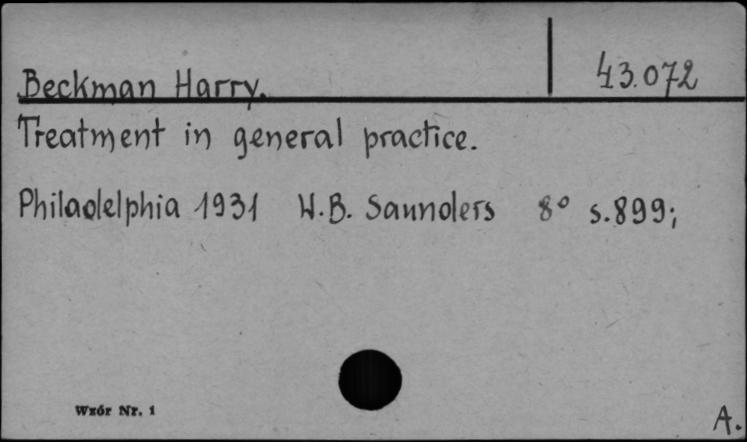 Beckman Harry. 43.072
Treatment in general practice.
Philadelphia 1931 W.B. Saunders 8° s.899;
Wzór Nr. 1
A.